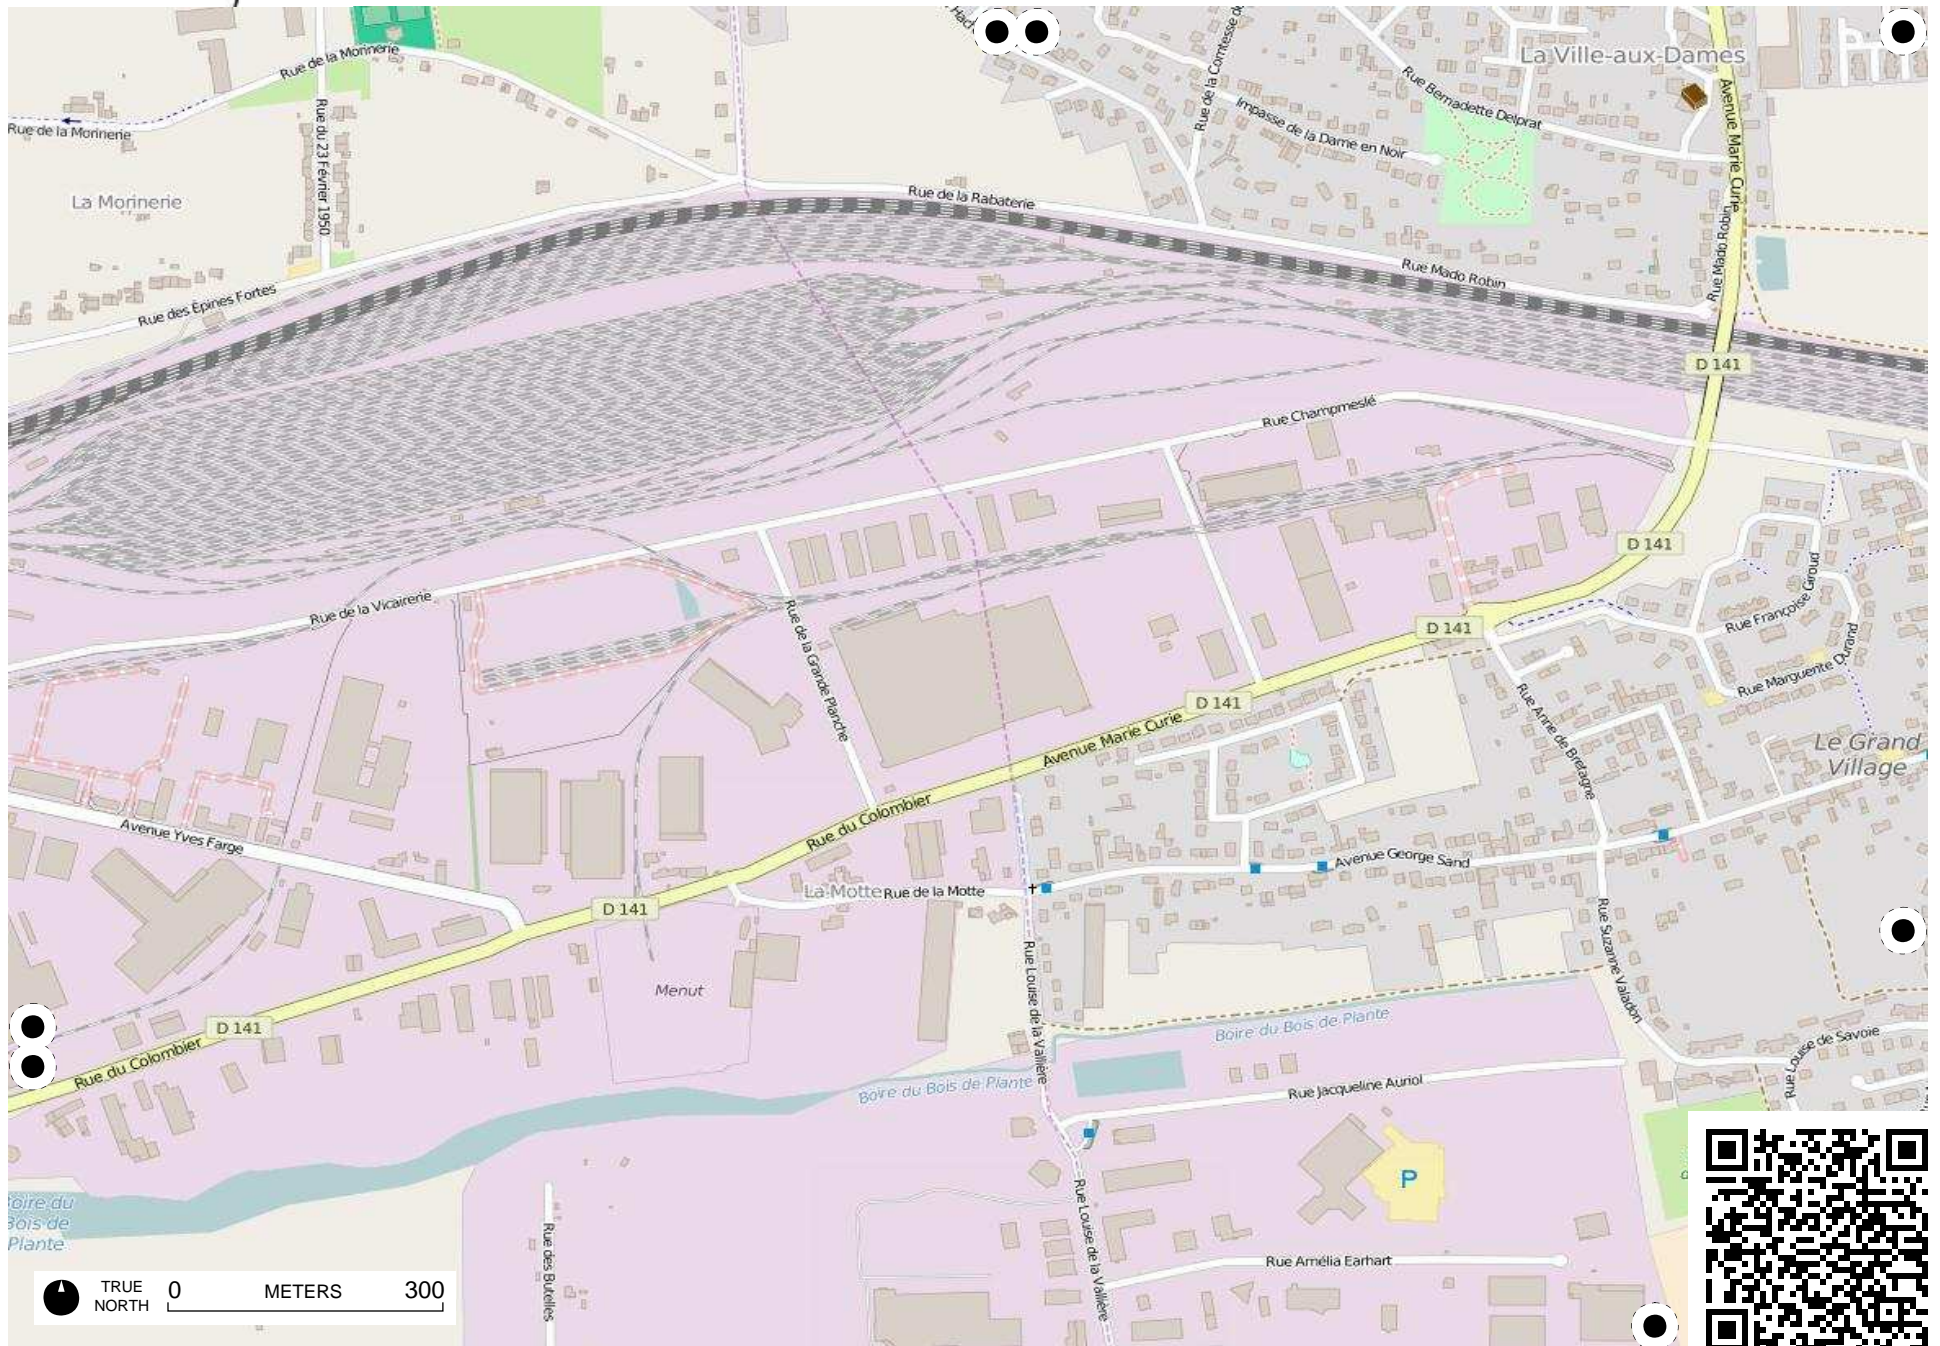 La Ville-aux-Dames
Rue de la Morinerie
Rue de la Comtesse de
Rue Bernadette Delprat
Avenue Marie Curie
Rue de la Morinerie
Rue du 23 Février 1950
Impasse de la Dame en Noir
La Morinerie
Rue de la Rabaterie
Rue Mado Robin
Rue Mado Robin
Rue des Épines Fortes
D 141
Rue Champmeslé
D 141
Rue de la Vicairerie
Rue de la Grande Planche
D 141
Rue Françoise Giroud
Rue Marguerite Durand
D 141
Rue Anne de Bretagne
Avenue Marie Curie
Le Grand
Village
Rue du Colombier
Avenue Yves Farge
Avenue George Sand
La Motte
Rue de la Motte
D 141
Rue Louise de la Vallière
Rue Suzanne Valadon
Menut
D 141
Boire du Bois de Plante
Rue du Colombier
Boire du Bois de Plante
Rue Louise de Savoie
Rue Jacqueline Auriol
P
Boire du
Bois de
Plante
Rue des Butelles
Rue Louise de la Vallière
Rue Amélia Earhart
TRUE
NORTH
0 METERS 300